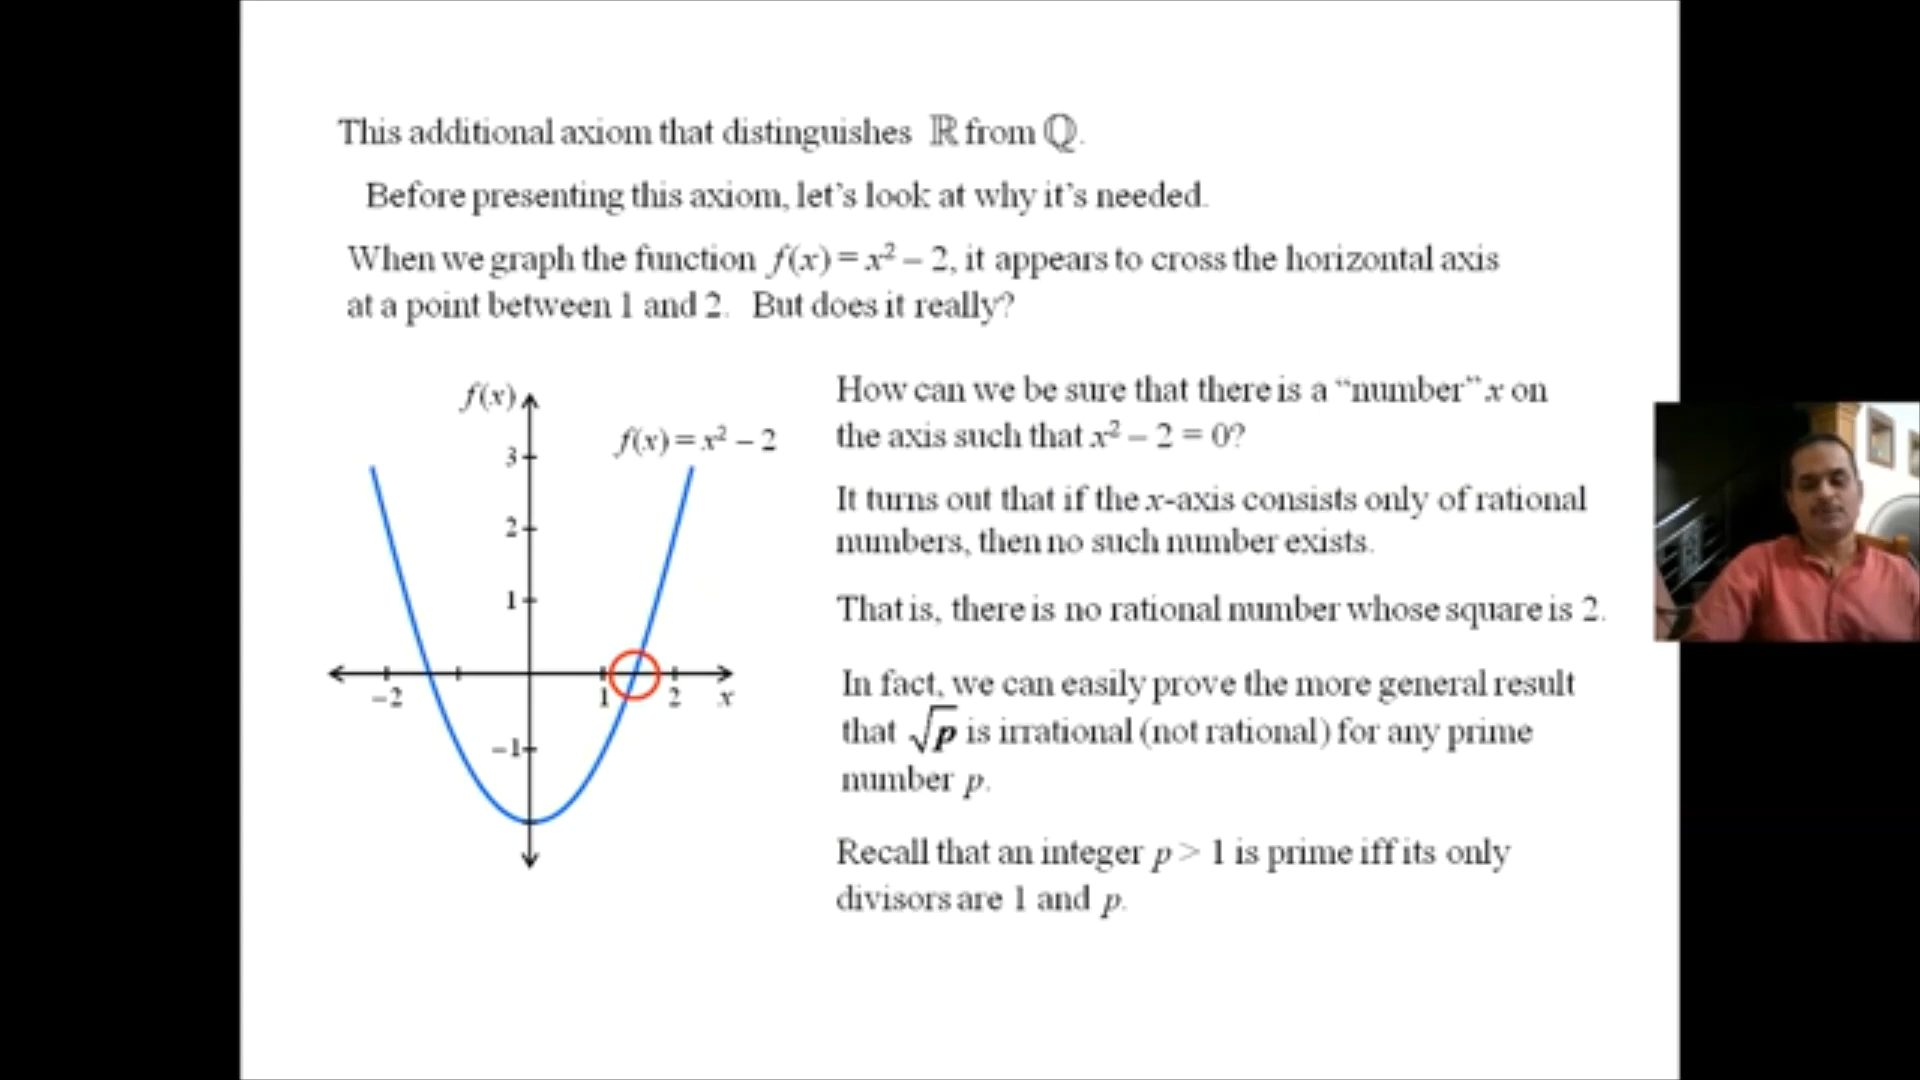 This additional axiom that distinguishes ℝ from ℚ.
Before presenting this axiom, let's look at why it's needed.
When we graph the function f(x) = x² – 2, it appears to cross the horizontal axis
at a point between 1 and 2. But does it really?
f(x)
f(x) = x² – 2
3
2
1
–2
1
2
x
–1
How can we be sure that there is a “number” x on
the axis such that x² – 2 = 0?
It turns out that if the x-axis consists only of rational
numbers, then no such number exists.
That is, there is no rational number whose square is 2.
In fact, we can easily prove the more general result
that √p is irrational (not rational) for any prime
number p.
Recall that an integer p > 1 is prime iff its only
divisors are 1 and p.